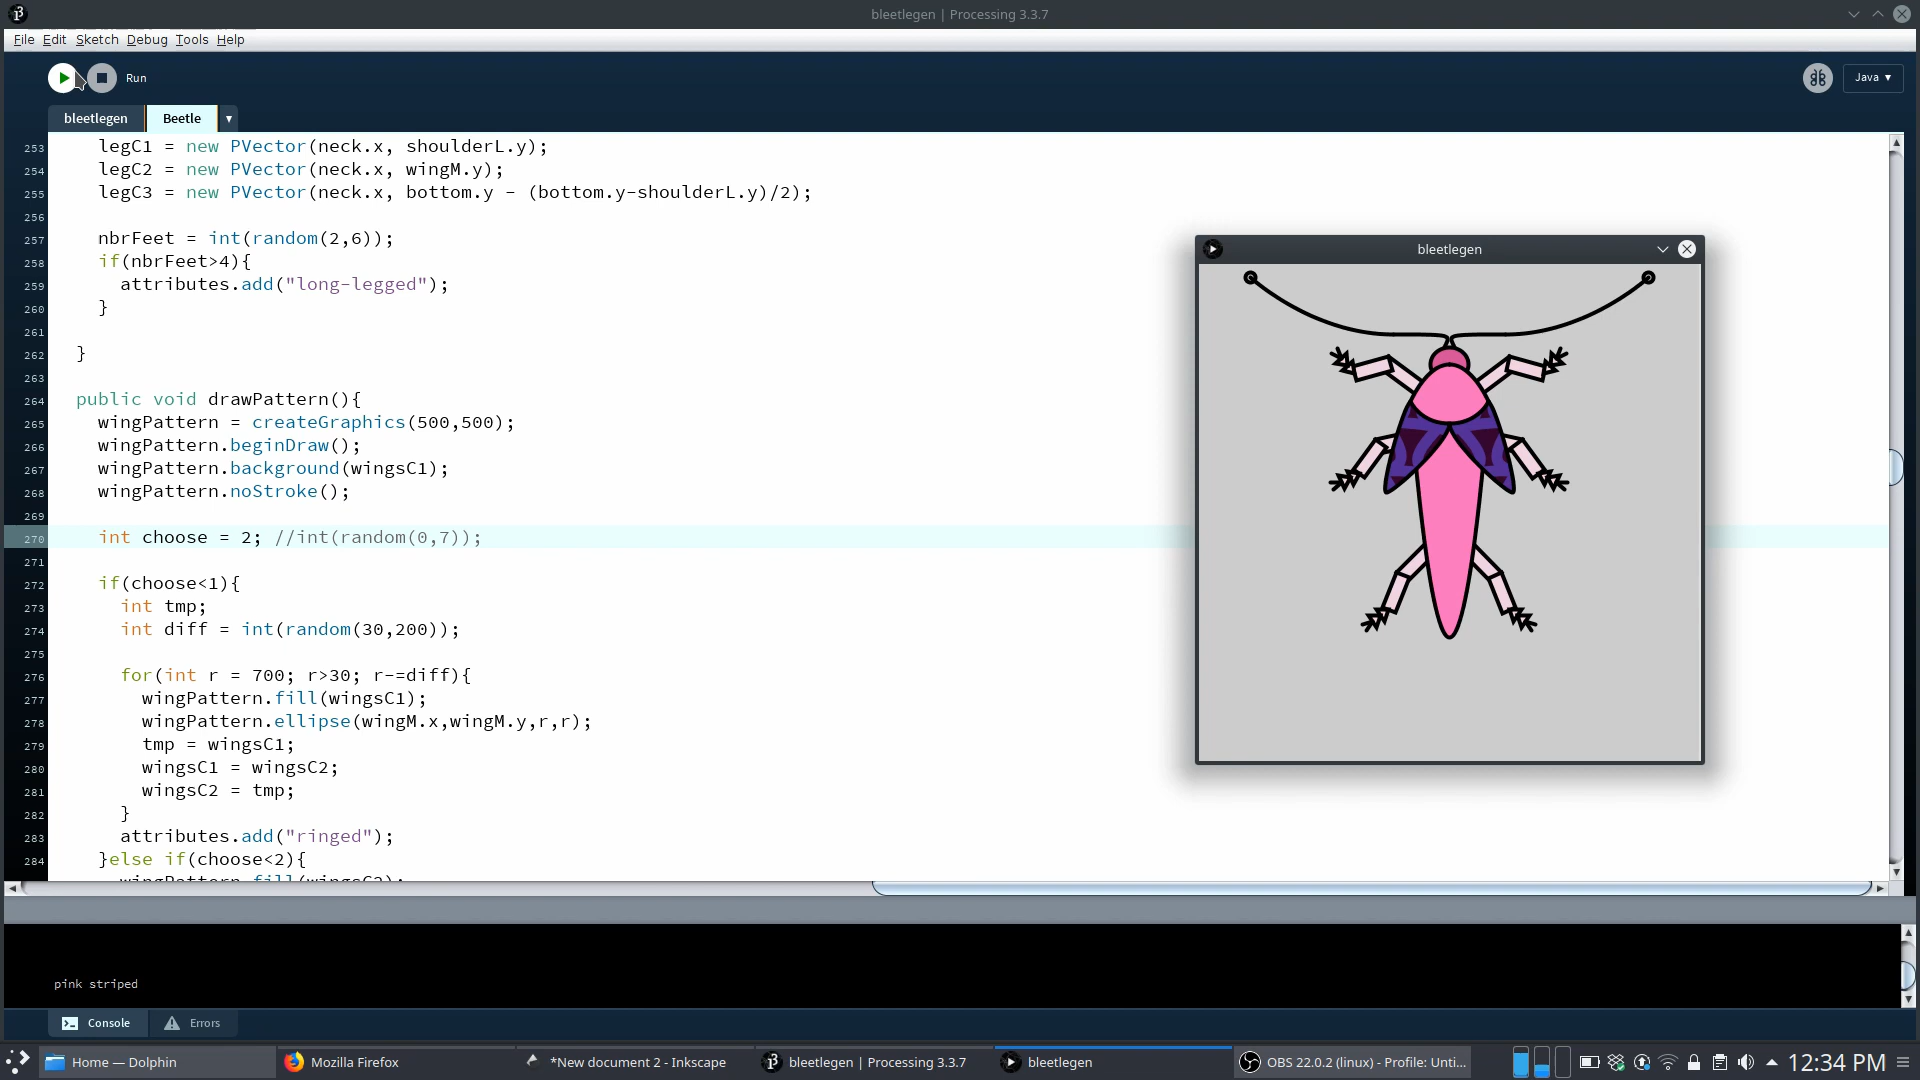 bleetlegen | Processing 3.3.7
File Edit Sketch Debug Tools Help
Run
Java ▾
bleetlegen Beetle ▾
253 legC1 = new PVector(neck.x, shoulderL.y);
254 legC2 = new PVector(neck.x, wingM.y);
255 legC3 = new PVector(neck.x, bottom.y - (bottom.y-shoulderL.y)/2);
256
257 nbrFeet = int(random(2,6));
258 if(nbrFeet>4){
259 attributes.add("long-legged");
260 }
261
262 }
263
264 public void drawPattern(){
265 wingPattern = createGraphics(500,500);
266 wingPattern.beginDraw();
267 wingPattern.background(wingsC1);
268 wingPattern.noStroke();
269
270 int choose = 2; //int(random(0,7));
271
272 if(choose<1){
273 int tmp;
274 int diff = int(random(30,200));
275
276 for(int r = 700; r>30; r-=diff){
277 wingPattern.fill(wingsC1);
278 wingPattern.ellipse(wingM.x,wingM.y,r,r);
279 tmp = wingsC1;
280 wingsC1 = wingsC2;
281 wingsC2 = tmp;
282 }
283 attributes.add("ringed");
284 }else if(choose<2){
wingPattern.fill(wingsC2);
bleetlegen
pink striped
Console Errors
Home — Dolphin
Mozilla Firefox
*New document 2 - Inkscape
bleetlegen | Processing 3.3.7
bleetlegen
OBS 22.0.2 (linux) - Profile: Unti...
12:34 PM